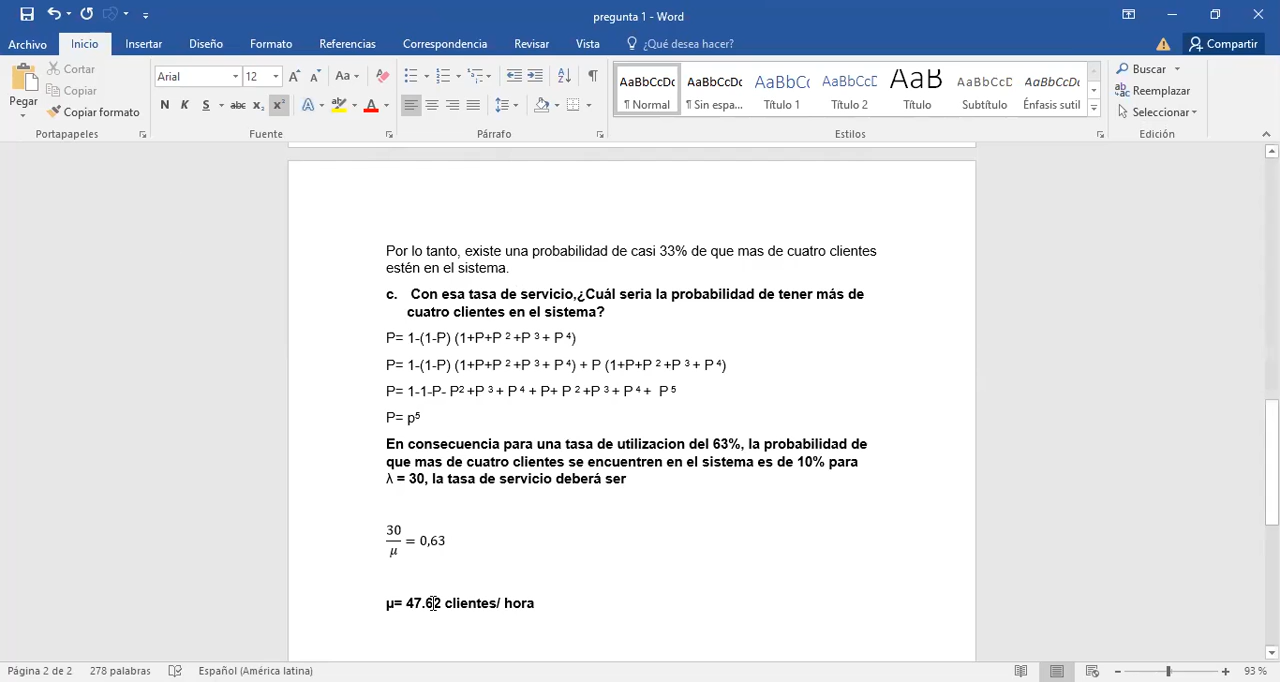 pregunta 1 - Word
Archivo Inicio Insertar Diseño Formato Referencias Correspondencia Revisar Vista ¿Qué desea hacer? Compartir
Pegar
Cortar
Copiar
Copiar formato
Portapapeles
Arial 12
Aa
N K S abc x₂ x²
Fuente
Párrafo
AaBbCcDc AaBbCcDc AaBbCcD AaBbCcD AaB AaBbCcD AaBbCcDc
¶ Normal ¶ Sin espa... Título 1 Título 2 Título Subtítulo Énfasis sutil
Estilos
Buscar
Reemplazar
Seleccionar
Edición
Por lo tanto, existe una probabilidad de casi 33% de que mas de cuatro clientes
estén en el sistema.
c. Con esa tasa de servicio,¿Cuál seria la probabilidad de tener más de
cuatro clientes en el sistema?
P= 1-(1-P) (1+P+P ² +P ³ + P ⁴)
P= 1-(1-P) (1+P+P ² +P ³ + P ⁴) + P (1+P+P ² +P ³ + P ⁴)
P= 1-1-P- P² +P ³ + P ⁴ + P+ P ² +P ³ + P ⁴ + P ⁵
P= p⁵
En consecuencia para una tasa de utilizacion del 63%, la probabilidad de
que mas de cuatro clientes se encuentren en el sistema es de 10% para
λ = 30, la tasa de servicio deberá ser
30
— = 0,63
μ
μ= 47.62 clientes/ hora
Página 2 de 2 278 palabras Español (América latina) 93 %